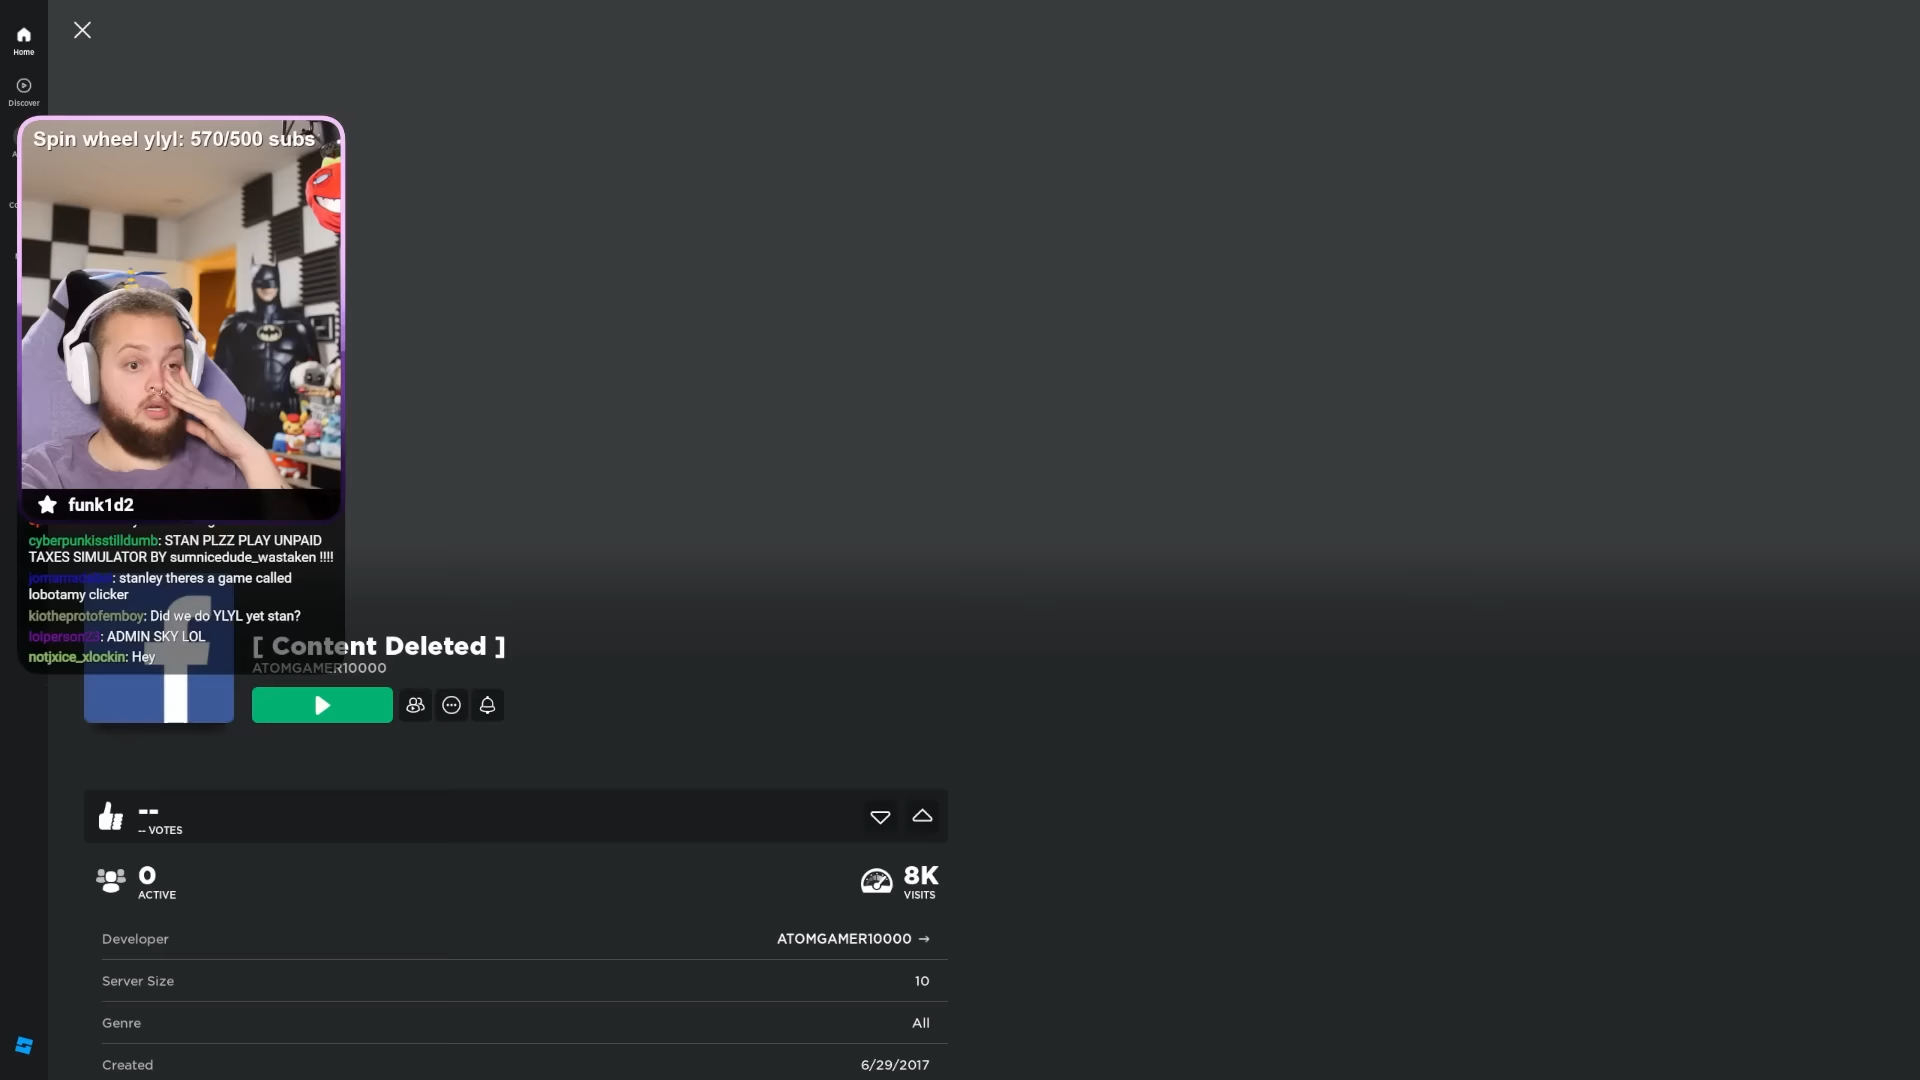 Home
Discover
Spin wheel ylyl: 570/500 subs
funk1d2
cyberpunkisstilldumb: STAN PLZZ PLAY UNPAID
TAXES SIMULATOR BY sumnicedude_wastaken !!!!
: stanley theres a game called
lobotamy clicker
kiotheprotofemboy: Did we do YLYL yet stan?
lolperson23: ADMIN SKY LOL
notjxice_xlockin: Hey
[ Content Deleted ]
ATOMGAMER10000
--
-- VOTES
0
ACTIVE
8K
VISITS
Developer
ATOMGAMER10000 →
Server Size
10
Genre
All
Created
6/29/2017